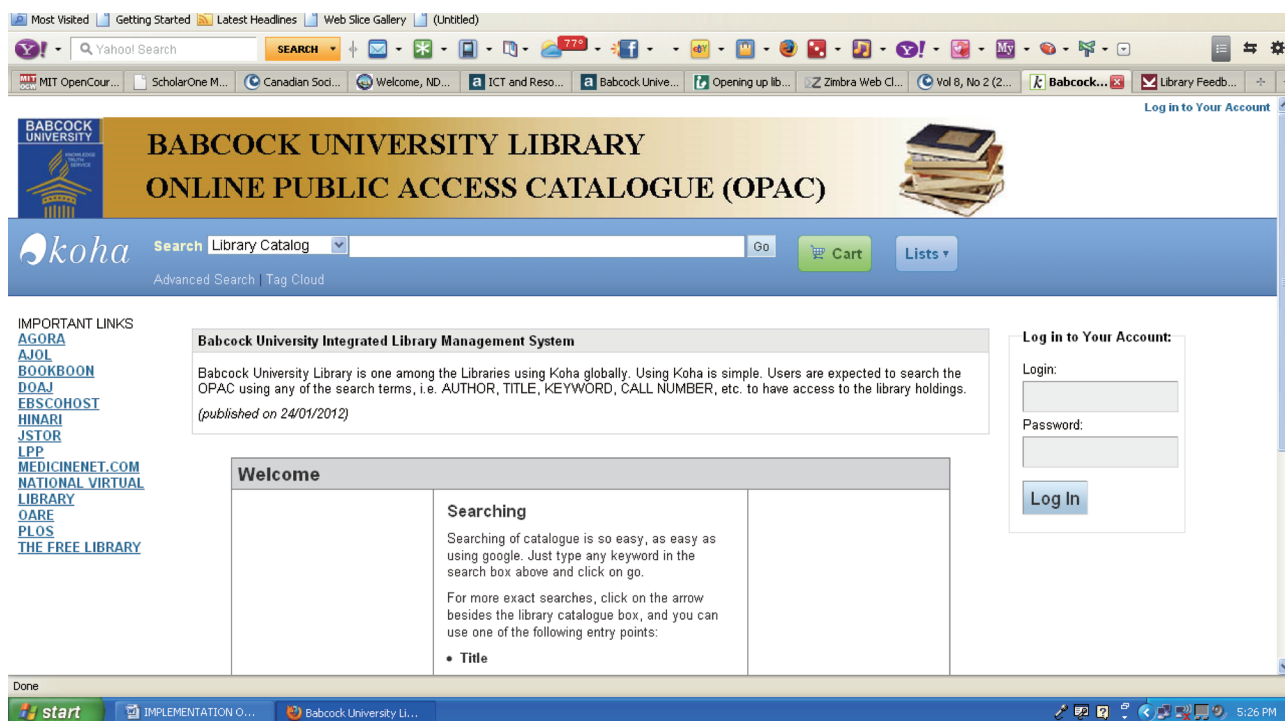 Most Visited Getting Started Latest Headlines Web Slice Gallery (Untitled)
Yahoo! Search SEARCH 77° My
MIT OpenCour... ScholarOne M... Canadian Soci... Welcome, ND... ICT and Reso... Babcock Unive... Opening up lib... Zimbra Web Cl... Vol 8, No 2 (2... Babcock... Library Feedb...
Log in to Your Account
BABCOCK
UNIVERSITY
KNOWLEDGE
TRUTH
SERVICE
BABCOCK UNIVERSITY LIBRARY
ONLINE PUBLIC ACCESS CATALOGUE (OPAC)
koha Search Library Catalog Go Cart Lists
Advanced Search | Tag Cloud
IMPORTANT LINKS
AGORA
AJOL
BOOKBOON
DOAJ
EBSCOHOST
HINARI
JSTOR
LPP
MEDICINENET.COM
NATIONAL VIRTUAL
LIBRARY
OARE
PLOS
THE FREE LIBRARY
Babcock University Integrated Library Management System
Babcock University Library is one among the Libraries using Koha globally. Using Koha is simple. Users are expected to search the
OPAC using any of the search terms, i.e. AUTHOR, TITLE, KEYWORD, CALL NUMBER, etc. to have access to the library holdings.
(published on 24/01/2012)
Welcome
Searching
Searching of catalogue is so easy, as easy as
using google. Just type any keyword in the
search box above and click on go.
For more exact searches, click on the arrow
besides the library catalogue box, and you can
use one of the following entry points:
• Title
Log in to Your Account:
Login:
Password:
Log In
Done
start IMPLEMENTATION O... Babcock University Li... 5:26 PM